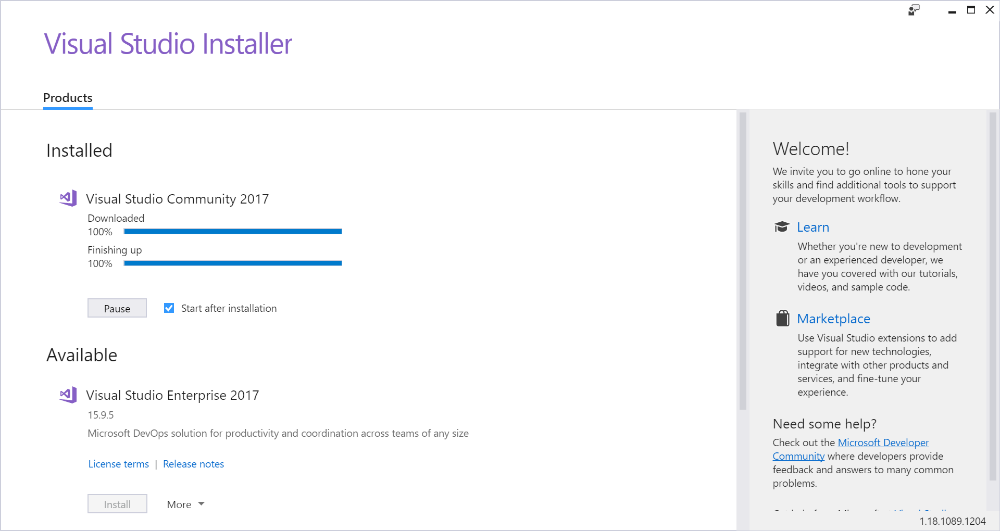 Visual Studio Installer
Products
Installed
Visual Studio Community 2017
Downloaded
100%
Finishing up
100%
Pause
Start after installation
Available
Visual Studio Enterprise 2017
15.9.5
Microsoft DevOps solution for productivity and coordination across teams of any size
License terms | Release notes
Install
More
Welcome!
We invite you to go online to hone your
skills and find additional tools to support
your development workflow.
Learn
Whether you're new to development
or an experienced developer, we
have you covered with our tutorials,
videos, and sample code.
Marketplace
Use Visual Studio extensions to add
support for new technologies,
integrate with other products and
services, and fine-tune your
experience.
Need some help?
Check out the Microsoft Developer
Community where developers provide
feedback and answers to many common
problems.
1.18.1089.1204